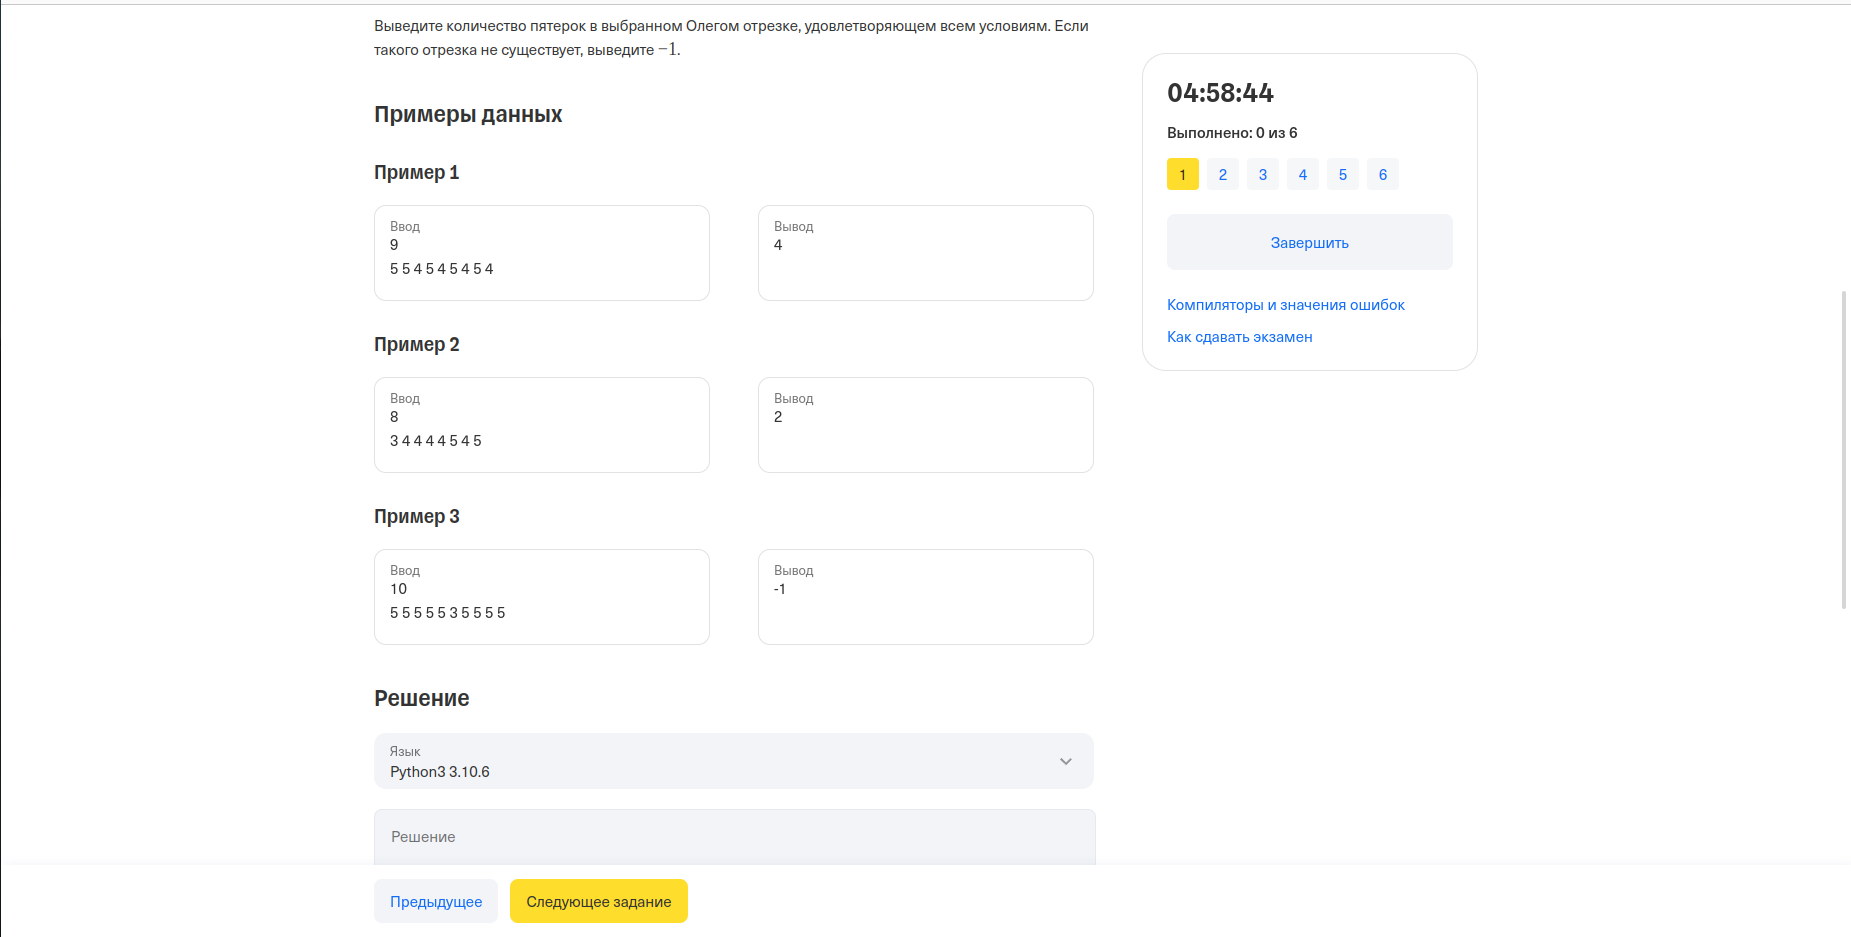 Выведите количество пятерок в выбранном Олегом отрезке, удовлетворяющем всем условиям. Если
такого отрезка не существует, выведите −1.
Примеры данных
Пример 1
Ввод
9
5 5 4 5 4 5 4 5 4
Вывод
4
Пример 2
Ввод
8
3 4 4 4 4 5 4 5
Вывод
2
Пример 3
Ввод
10
5 5 5 5 5 3 5 5 5 5
Вывод
-1
Решение
Язык
Python3 3.10.6
Решение
Предыдущее
Следующее задание
04:58:44
Выполнено: 0 из 6
1 2 3 4 5 6
Завершить
Компиляторы и значения ошибок
Как сдавать экзамен